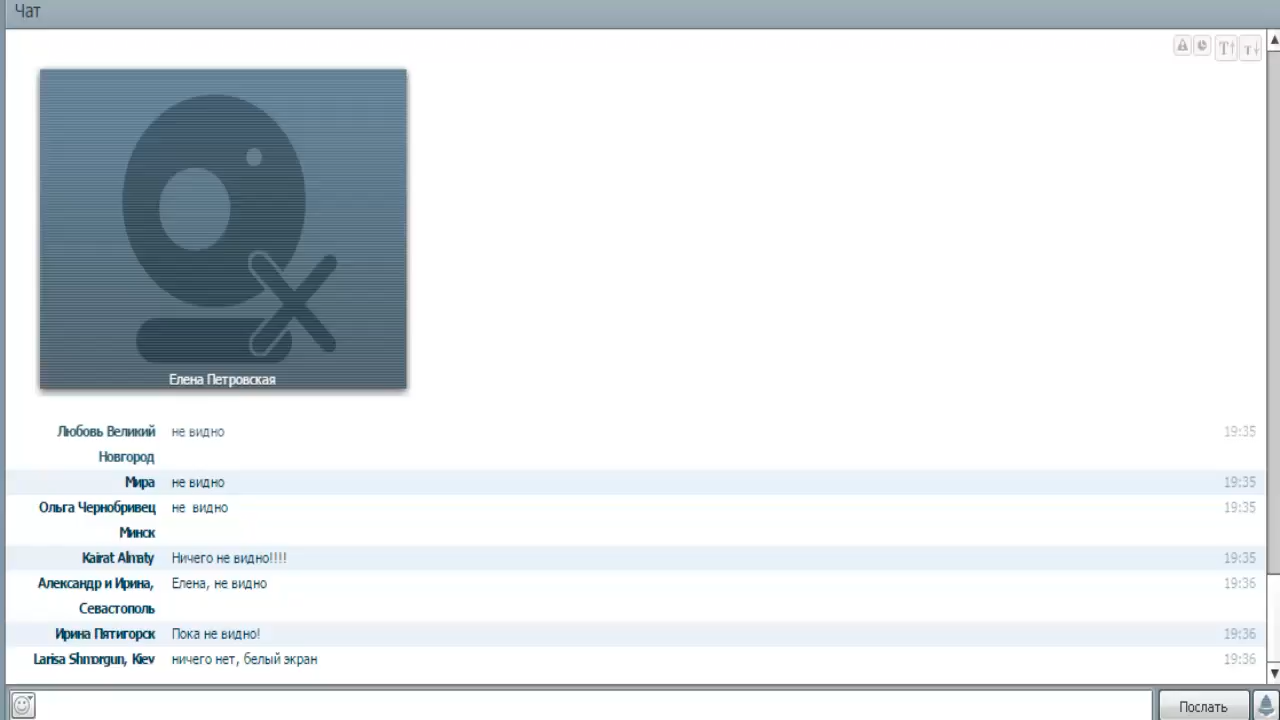 Чат
Елена Петровская
Любовь Великий не видно 19:35
Новгород
Мира не видно 19:35
Ольга Чернобривец не видно 19:35
Минск
Kairat Almaty Ничего не видно!!!! 19:35
Александр и Ирина, Елена, не видно 19:36
Севастополь
Ирина Пятигорск Пока не видно! 19:36
Larisa Shmorgun, Kiev ничего нет, белый экран 19:36
Послать